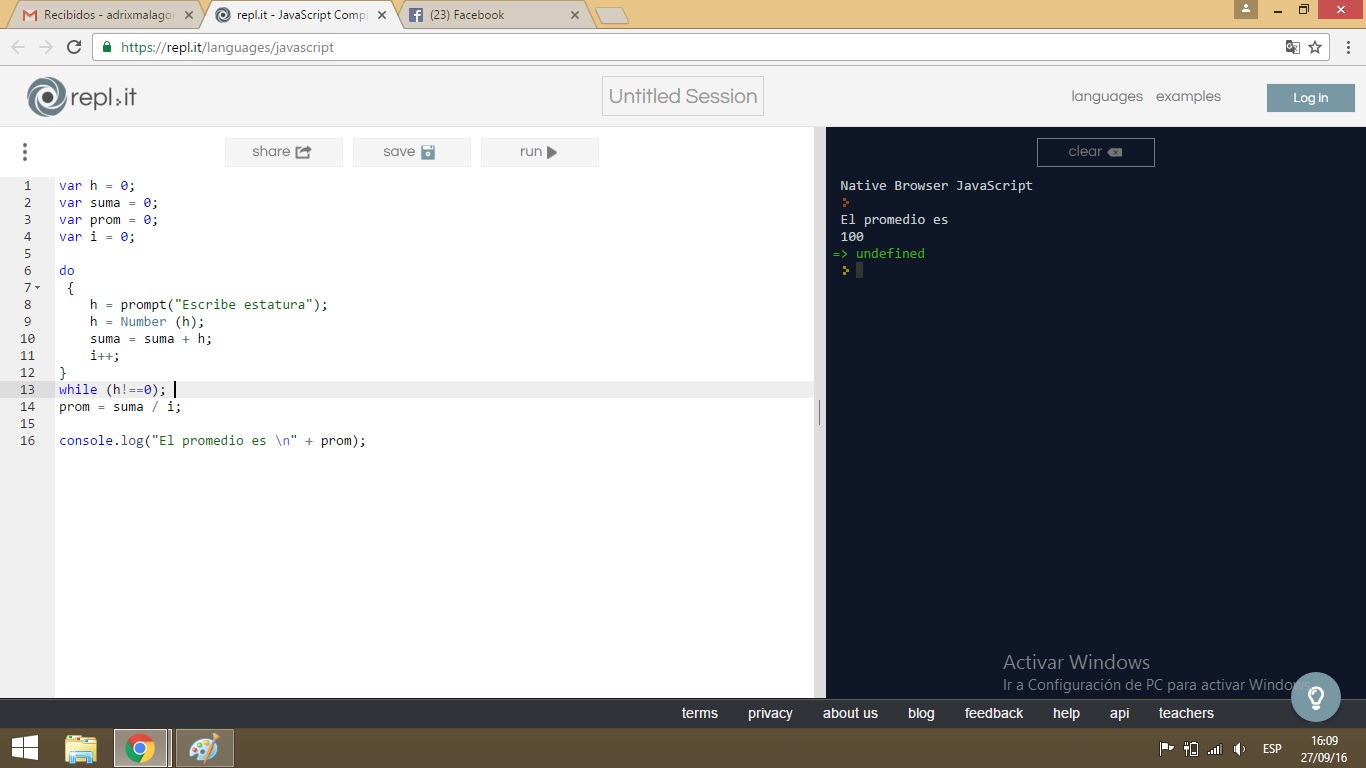 Recibidos - adrixmalagon
repl.it - JavaScript Compi
(23) Facebook
https://repl.it/languages/javascript
repl.it
Untitled Session
languages examples
Log in
share save run
clear
1 var h = 0;
2 var suma = 0;
3 var prom = 0;
4 var i = 0;
5
6 do
7 {
8 h = prompt("Escribe estatura");
9 h = Number (h);
10 suma = suma + h;
11 i++;
12 }
13 while (h!==0);
14 prom = suma / i;
15
16 console.log("El promedio es \n" + prom);
Native Browser JavaScript
El promedio es
100
=> undefined
Activar Windows
Ir a Configuración de PC para activar Windows.
terms privacy about us blog feedback help api teachers
ESP
16:09
27/09/16